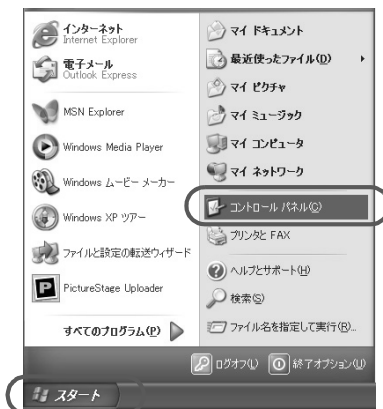 インターネット
Internet Explorer
電子メール
Outlook Express
MSN Explorer
Windows Media Player
Windows ムービー メーカー
Windows XP ツアー
ファイルと設定の転送ウィザード
PictureStage Uploader
すべてのプログラム(P)
マイ ドキュメント
最近使ったファイル(D)
マイ ピクチャ
マイ ミュージック
マイ コンピュータ
マイ ネットワーク
コントロール パネル(C)
プリンタと FAX
ヘルプとサポート(H)
検索(S)
ファイル名を指定して実行(R)...
ログオフ(L)
終了オプション(U)
スタート